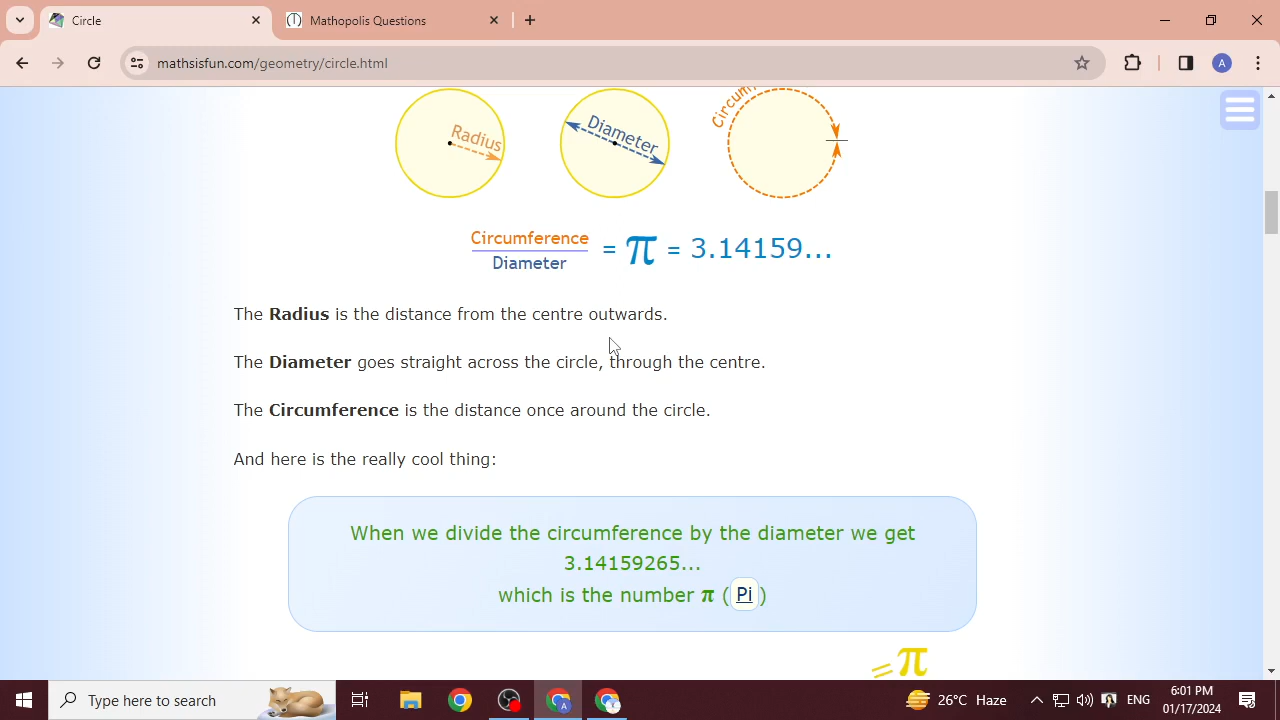 Circle
Mathopolis Questions
mathsisfun.com/geometry/circle.html
A
Radius
Diameter
Circum
Circumference
Diameter
= π = 3.14159...
The Radius is the distance from the centre outwards.
The Diameter goes straight across the circle, through the centre.
The Circumference is the distance once around the circle.
And here is the really cool thing:
When we divide the circumference by the diameter we get
3.14159265...
which is the number π (Pi)
= π
Type here to search
A
26°C Haze
ENG
6:01 PM
01/17/2024